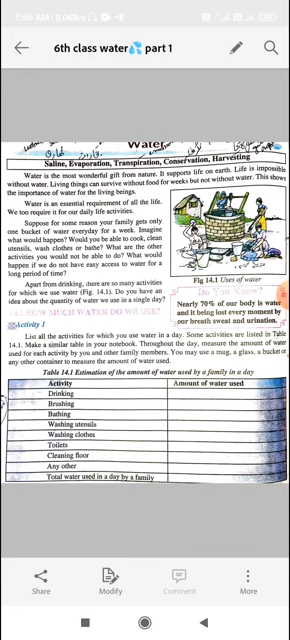 7:56 AM | 0.0KB/s
6th class water💦 part 1
Water
Saline, Evaporation, Transpiration, Conservation, Harvesting
Water is the most wonderful gift from nature. It supports life on earth. Life is impossible
without water. Living things can survive without food for weeks but not without water. This shows
the importance of water for the living beings.
Water is an essential requirement of all the life.
We too require it for our daily life activities.
Suppose for some reason your family gets only
one bucket of water everyday for a week. Imagine
what would happen? Would you be able to cook, clean
utensils, wash clothes or bathe? What are the other
activities you would not be able to do? What would
happen if we do not have easy access to water for a
long period of time?
Apart from drinking, there are so many activities
for which we use water (Fig. 14.1). Do you have an
idea about the quantity of water we use in a single day?
Fig 14.1 Uses of water
Do You Know?
Nearly 70% of our body is water
and it being lost every moment by
our breath sweat and urination.
14.1 HOW MUCH WATER DO WE USE?
Activity 1
List all the activities for which you use water in a day. Some activities are listed in Table
14.1. Make a similar table in your notebook. Throughout the day, measure the amount of water
used for each activity by you and other family members. You may use a mug, a glass, a bucket or
any other container to measure the amount of water used.
Table 14.1 Estimation of the amount of water used by a family in a day
Activity Amount of water used
Drinking
Brushing
Bathing
Washing utensils
Washing clothes
Toilets
Cleaning floor
Any other
Total water used in a day by a family
Share Modify Comment More